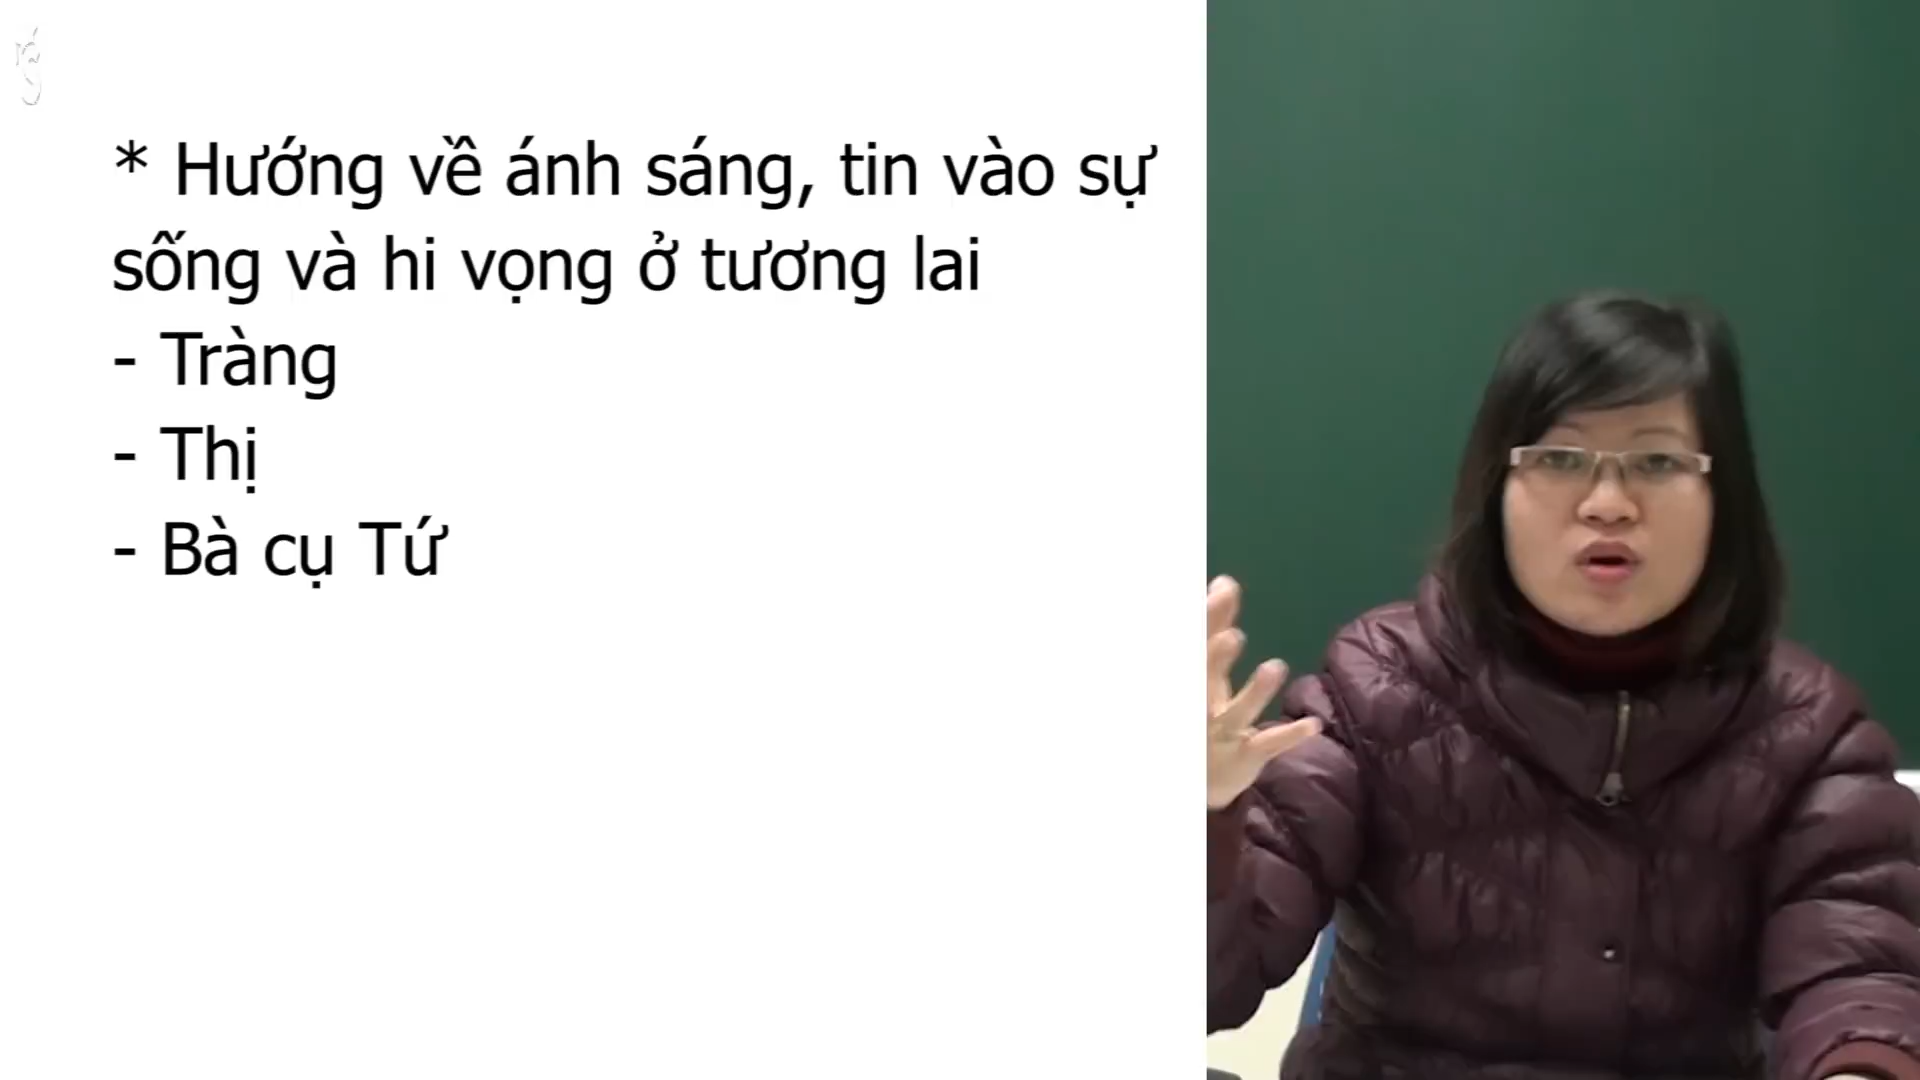 * Hướng về ánh sáng, tin vào sự
sống và hi vọng ở tương lai
- Tràng
- Thị
- Bà cụ Tứ